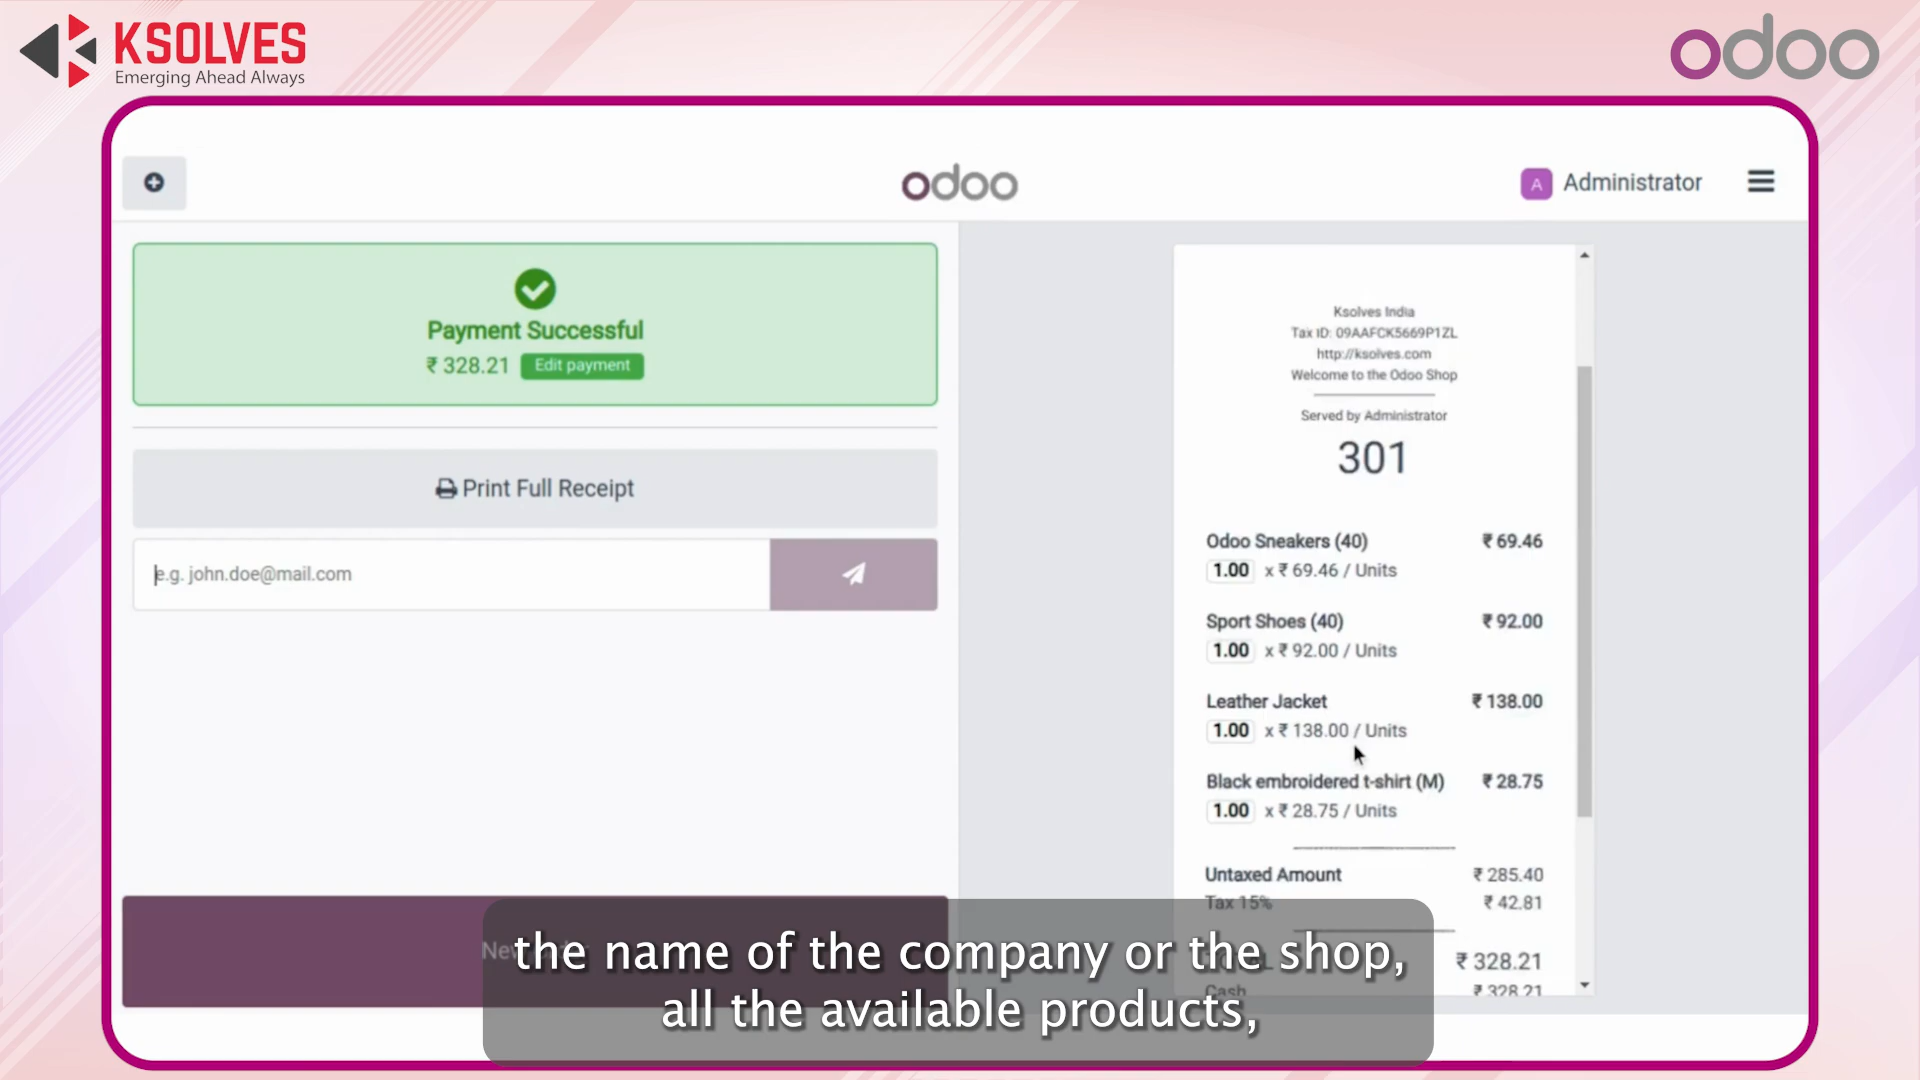 KSOLVES
Emerging Ahead Always
odoo
odoo
A Administrator
Payment Successful
₹ 328.21 Edit payment
Print Full Receipt
e.g. john.doe@mail.com
Ksolves India
Tax ID: 09AAFCK5669P1ZL
http://ksolves.com
Welcome to the Odoo Shop
Served by Administrator
301
Odoo Sneakers (40) ₹ 69.46
1.00 x ₹ 69.46 / Units
Sport Shoes (40) ₹ 92.00
1.00 x ₹ 92.00 / Units
Leather Jacket ₹ 138.00
1.00 x ₹ 138.00 / Units
Black embroidered t-shirt (M) ₹ 28.75
1.00 x ₹ 28.75 / Units
Untaxed Amount ₹ 285.40
Tax 15% ₹ 42.81
₹ 328.21
Cash ₹ 328.21
the name of the company or the shop,
all the available products,